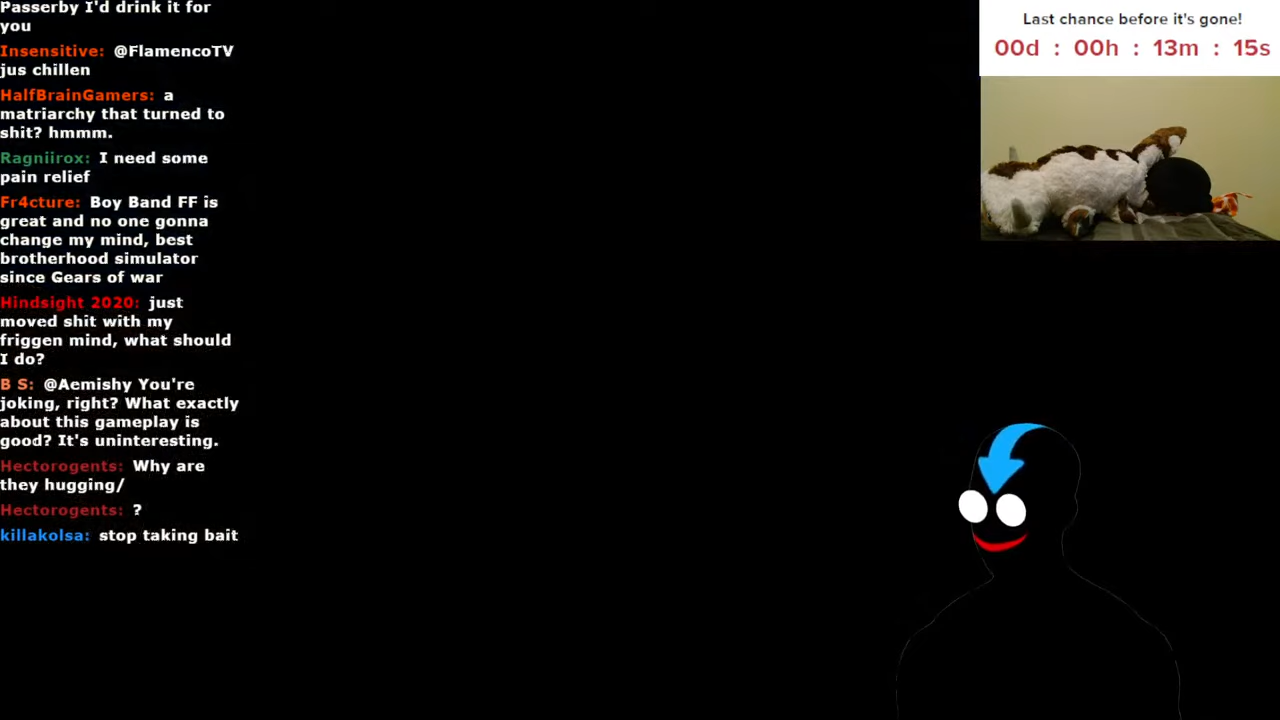 Passerby I'd drink it for
you
Insensitive: @FlamencoTV
jus chillen
HalfBrainGamers: a
matriarchy that turned to
shit? hmmm.
Ragniirox: I need some
pain relief
Fr4cture: Boy Band FF is
great and no one gonna
change my mind, best
brotherhood simulator
since Gears of war
Hindsight 2020: just
moved shit with my
friggen mind, what should
I do?
B S: @Aemishy You're
joking, right? What exactly
about this gameplay is
good? It's uninteresting.
Hectorogents: Why are
they hugging/
Hectorogents: ?
killakolsa: stop taking bait
Last chance before it's gone!
00d : 00h : 13m : 15s